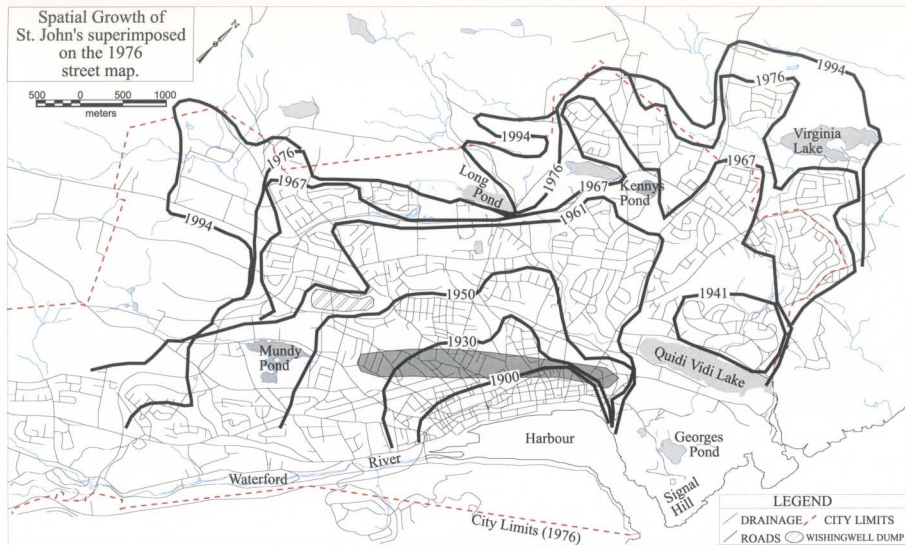 Spatial Growth of
St. John's superimposed
on the 1976
street map.
N
500 0 500 1000
meters
1994
1976
Virginia
Lake
1994
1976
1967
1976
1967
Long
Pond
1967
Kennys
Pond
1961
1994
1950
1941
1930
Mundy
Pond
Quidi Vidi Lake
1900
Harbour
Georges
Pond
River
Waterford
Signal
Hill
City Limits (1976)
LEGEND
DRAINAGE CITY LIMITS
ROADS WISHINGWELL DUMP